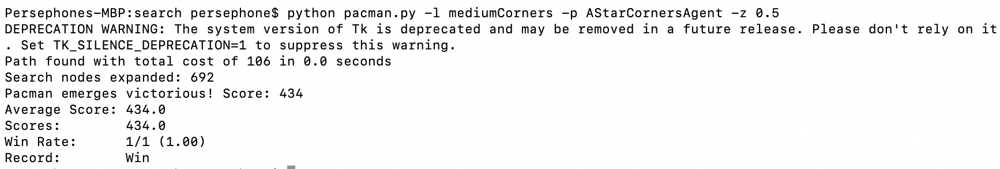 Persephones-MBP:search persephone$ python pacman.py -l mediumCorners -p AStarCornersAgent -z 0.5
DEPRECATION WARNING: The system version of Tk is deprecated and may be removed in a future release. Please don't rely on it
. Set TK_SILENCE_DEPRECATION=1 to suppress this warning.
Path found with total cost of 106 in 0.0 seconds
Search nodes expanded: 692
Pacman emerges victorious! Score: 434
Average Score: 434.0
Scores:        434.0
Win Rate:      1/1 (1.00)
Record:        Win